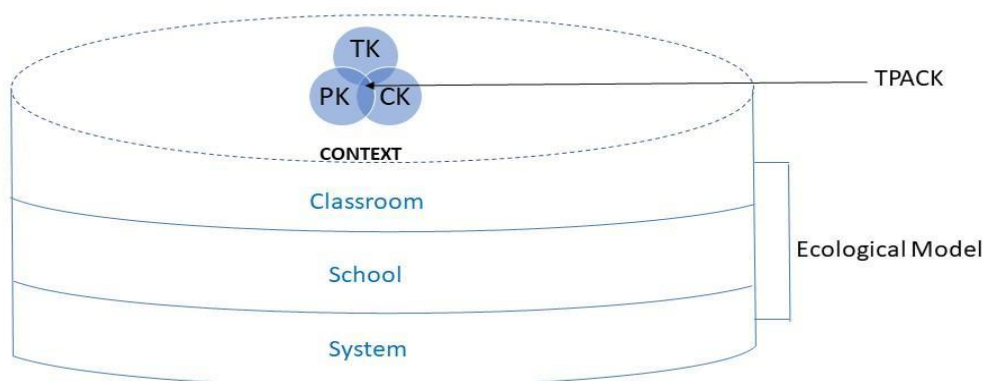 TK
PK CK
TPACK
CONTEXT
Classroom
School
Ecological Model
System